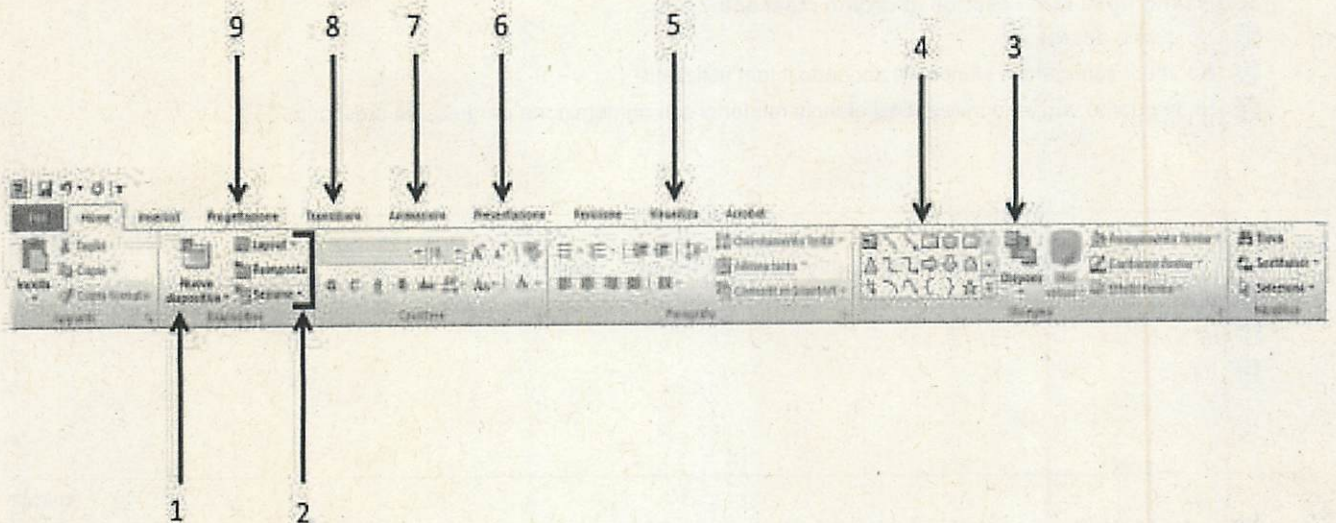 9 8 7 6 5 4 3
File Home Inserisci Progettazione Transizioni Animazioni Presentazione Revisione Visualizza Acrobat
Taglia Layout Orientamento testo Riempimento forma Trova
Copia Reimposta Allinea testo Contorno forma Sostituisci
Incolla Copia formato Nuova diapositiva Sezione Converti in SmartArt Disponi Effetti forma Seleziona
Appunti Diapositive Carattere Paragrafo Disegno Modifica
1 2